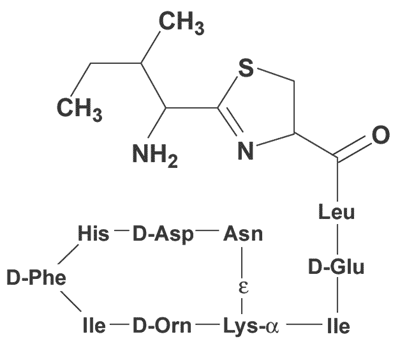 CH₃
S
CH₃
NH₂
N
O
Leu
His D-Asp Asn
D-Glu
D-Phe
ε
Ile D-Orn Lys-α Ile